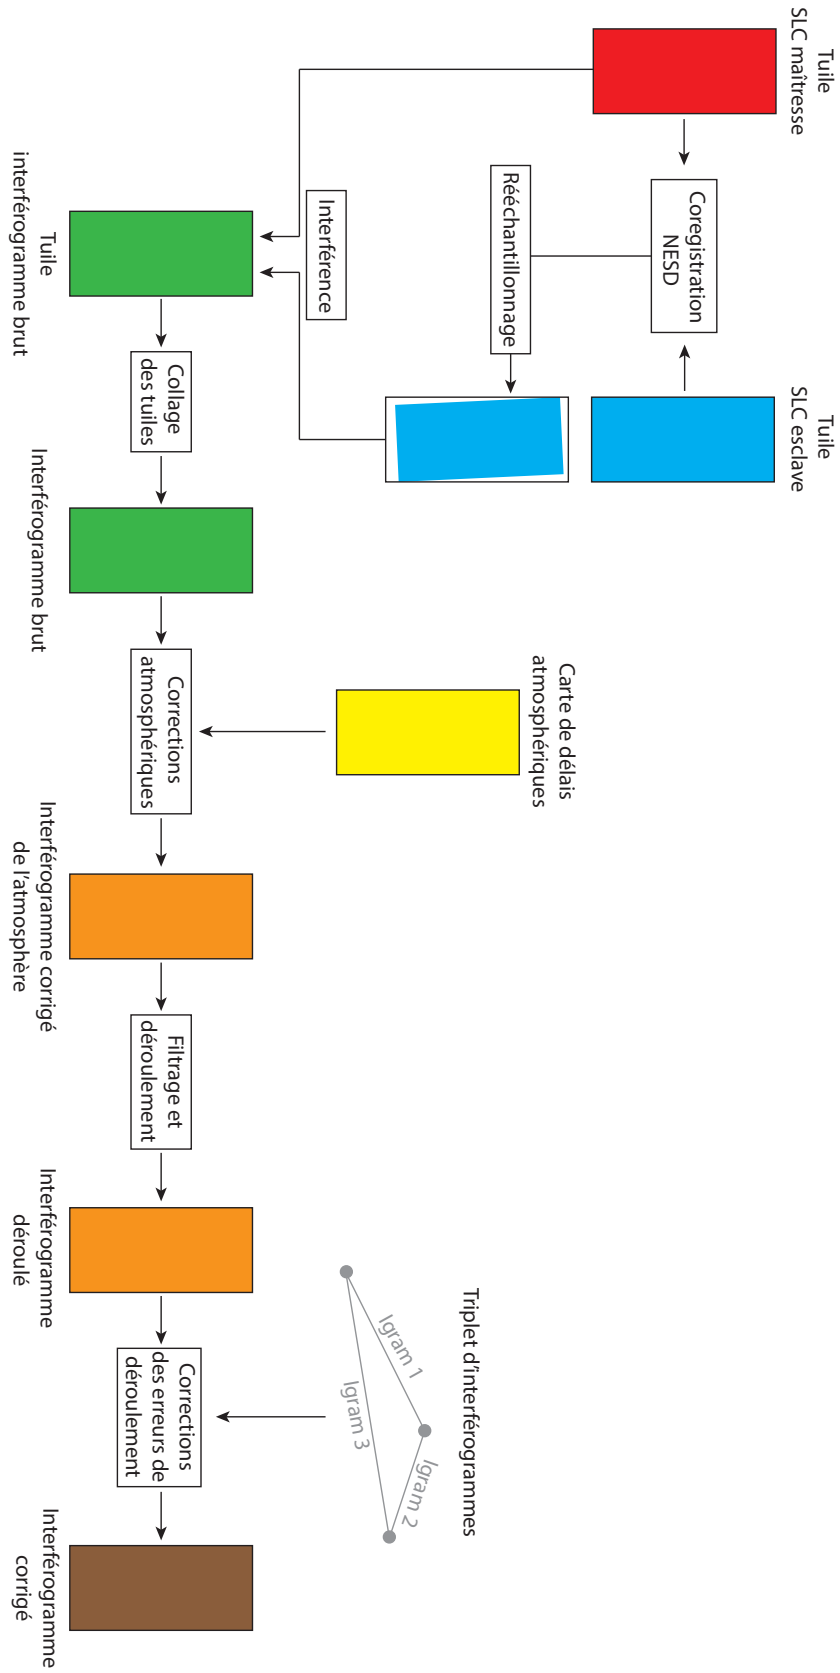 Tuile
SLC maîtresse
Coregistration
NESD
Tuile
SLC esclave
Rééchantillonnage
Interférence
Tuile
interférogramme brut
Collage
des tuiles
Interférogramme brut
Carte de délais
atmosphériques
Corrections
atmosphériques
Interférogramme corrigé
de l'atmosphère
Filtrage et
déroulement
Interférogramme
déroulé
Triplet d'interférogrammes
Igram 1
Igram 2
Igram 3
Corrections
des erreurs de
déroulement
Interférogramme
corrigé